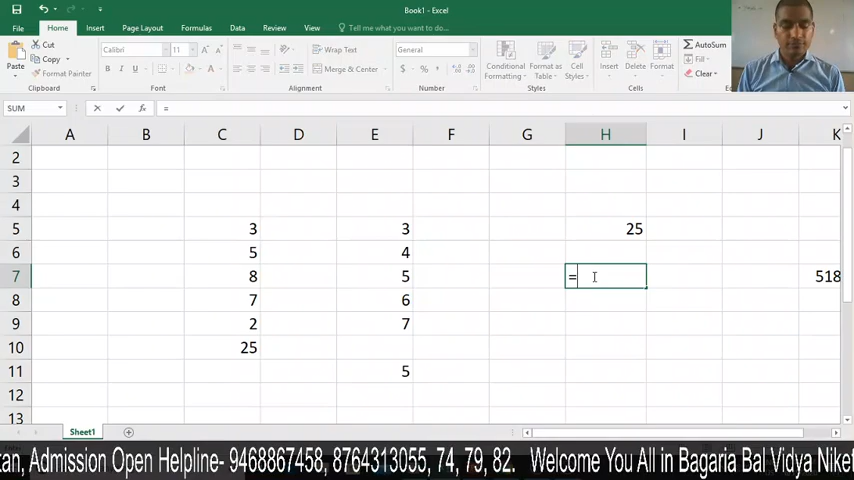 Book1 - Excel
File Home Insert Page Layout Formulas Data Review View Tell me what you want to do...
Paste Cut Copy Format Painter Clipboard
Calibri 11 B I U A Font
Wrap Text Merge & Center Alignment
General $ % , Number
Conditional Formatting Format as Table Cell Styles Styles
Insert Delete Format Cells
AutoSum Fill Clear
SUM fx =
A B C D E F G H I J K
2
3
4
5 3 3 25
6 5 4
7 8 5 = 518
8 7 6
9 2 7
10 25
11 5
12
13
Sheet1
tan, Admission Open Helpline- 9468867458, 8764313055, 74, 79, 82. Welcome You All in Bagaria Bal Vidya Niket